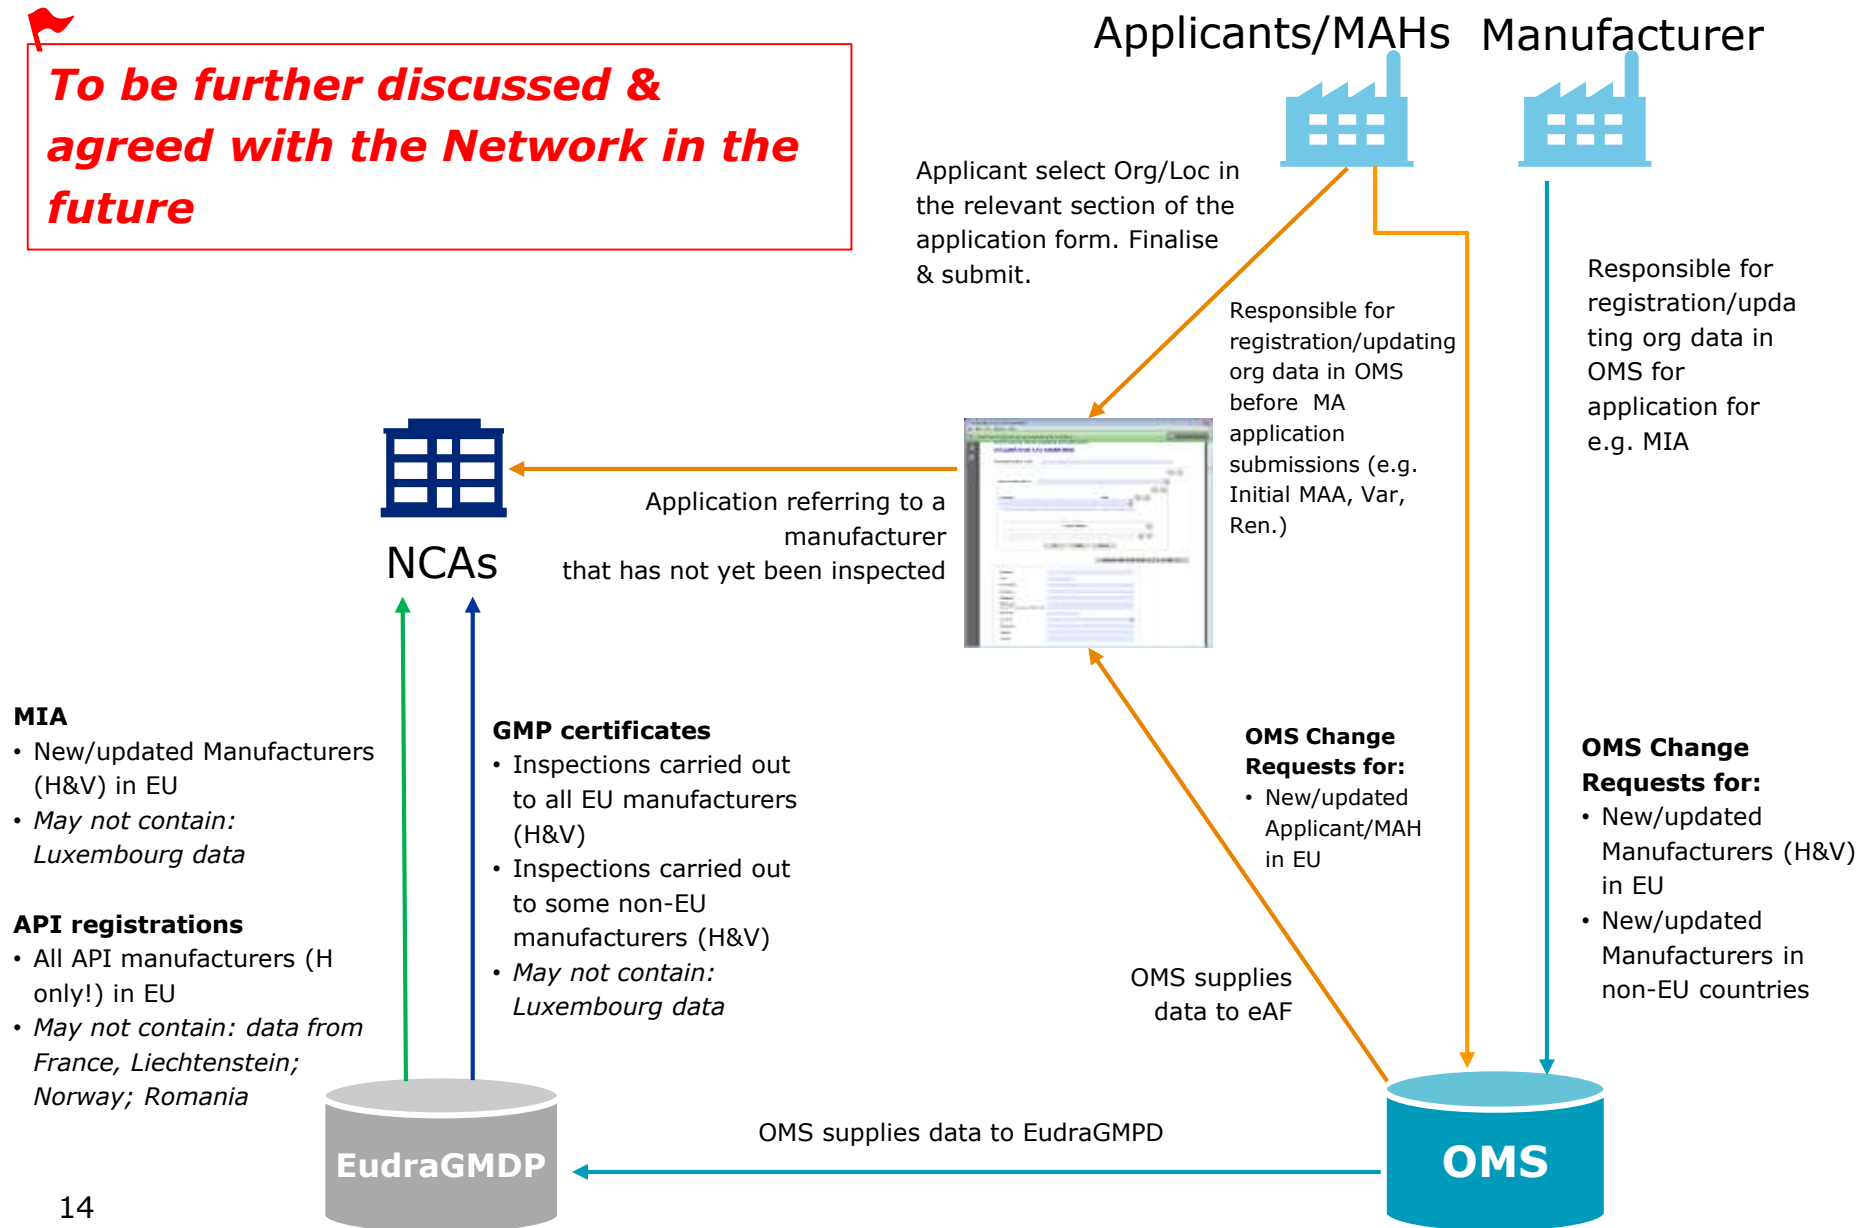 To be further discussed &
agreed with the Network in the
future
Applicants/MAHs
Manufacturer
Applicant select Org/Loc in
the relevant section of the
application form. Finalise
& submit.
Responsible for
registration/updating
org data in OMS
before MA
application
submissions (e.g.
Initial MAA, Var,
Ren.)
Responsible for
registration/upda
ting org data in
OMS for
application for
e.g. MIA
NCAs
Application referring to a
manufacturer
that has not yet been inspected
MIA
• New/updated Manufacturers
(H&V) in EU
• May not contain:
Luxembourg data
API registrations
• All API manufacturers (H
only!) in EU
• May not contain: data from
France, Liechtenstein;
Norway; Romania
GMP certificates
• Inspections carried out
to all EU manufacturers
(H&V)
• Inspections carried out
to some non-EU
manufacturers (H&V)
• May not contain:
Luxembourg data
OMS Change
Requests for:
• New/updated
Applicant/MAH
in EU
OMS Change
Requests for:
• New/updated
Manufacturers (H&V)
in EU
• New/updated
Manufacturers in
non-EU countries
OMS supplies
data to eAF
OMS supplies data to EudraGMPD
EudraGMDP
OMS
14